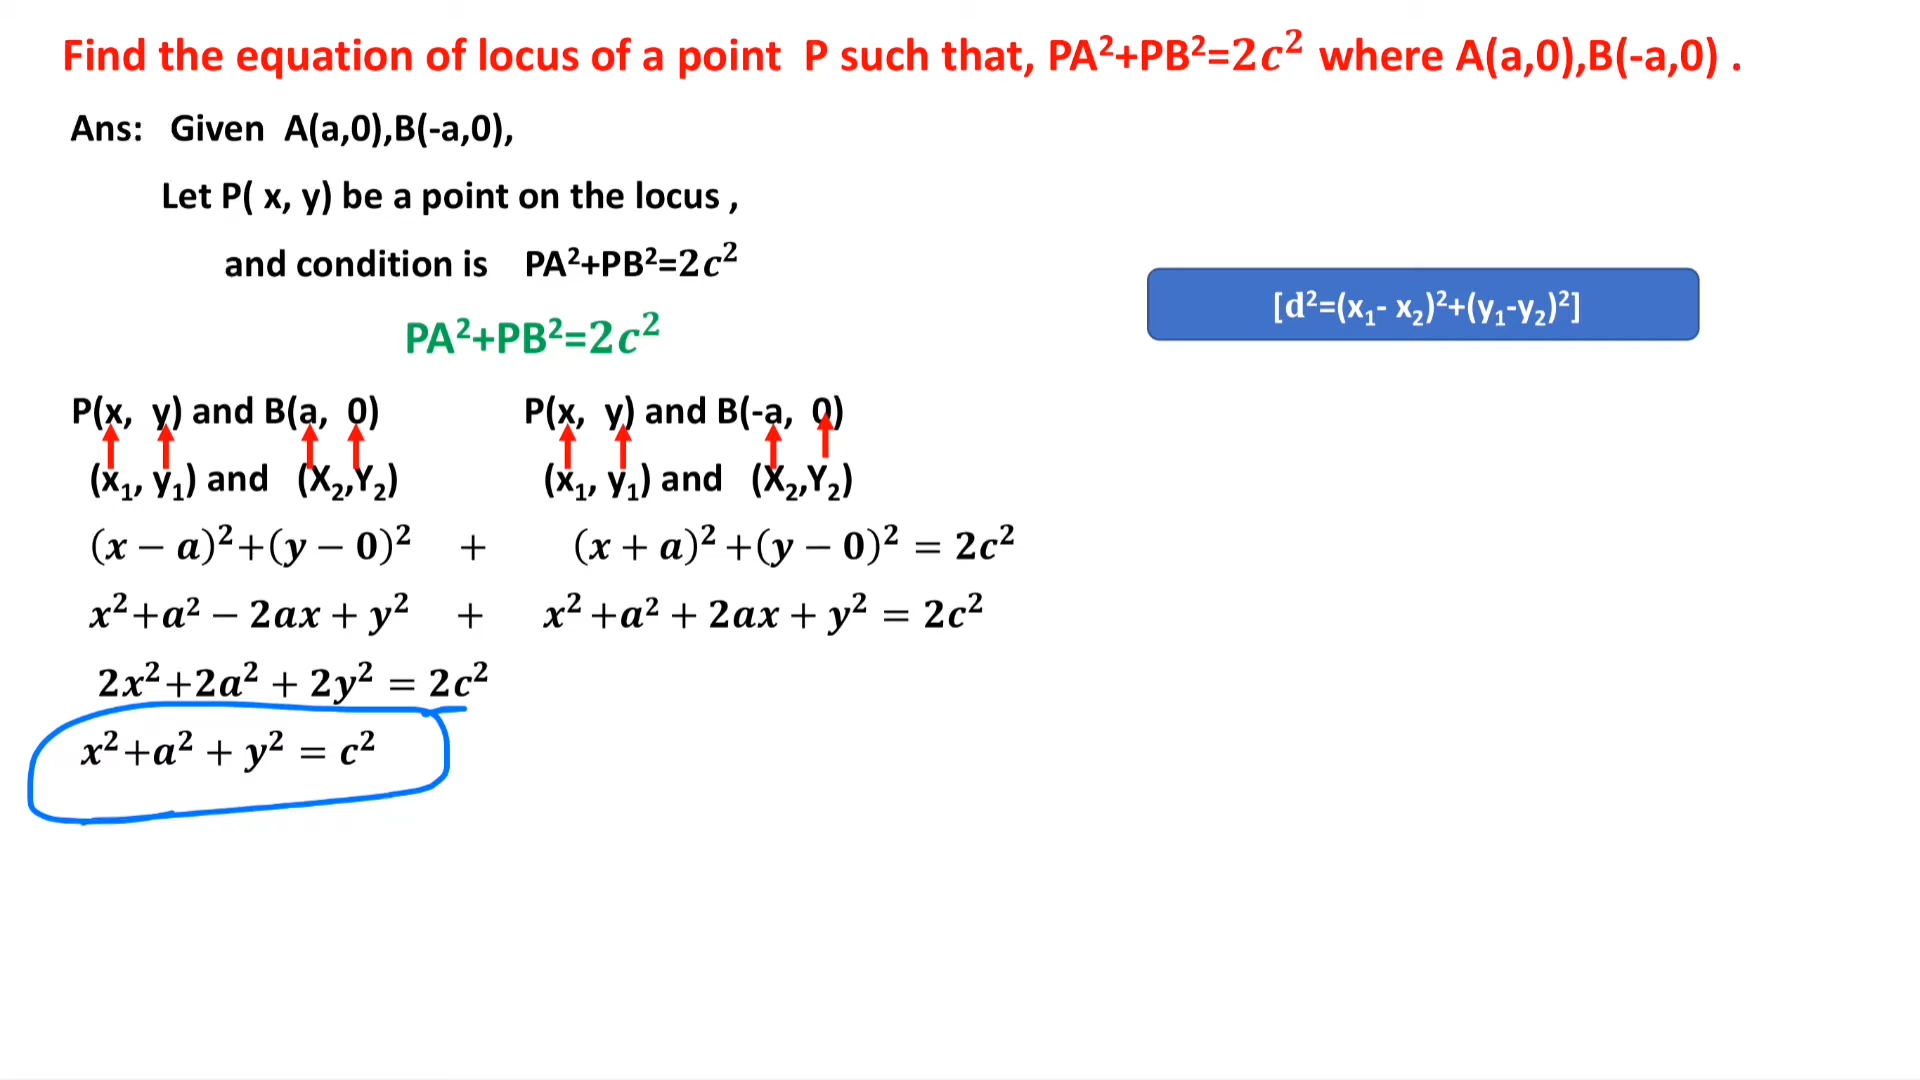 Find the equation of locus of a point P such that, PA²+PB²=2c² where A(a,0),B(-a,0) .
Ans: Given A(a,0),B(-a,0),
Let P( x, y) be a point on the locus ,
and condition is PA²+PB²=2c²
[d²=(x₁- x₂)²+(y₁-y₂)²]
PA²+PB²=2c²
P(x, y) and B(a, 0) P(x, y) and B(-a, 0)
(x₁, y₁) and (X₂,Y₂) (x₁, y₁) and (X₂,Y₂)
(x − a)²+(y − 0)² + (x + a)² +(y − 0)² = 2c²
x²+a² − 2ax + y² + x² +a² + 2ax + y² = 2c²
2x²+2a² + 2y² = 2c²
x²+a² + y² = c²